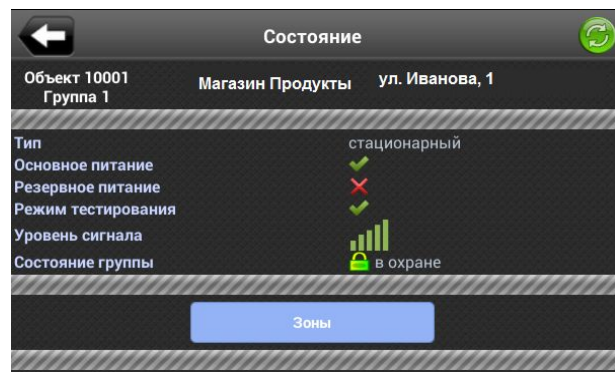 Состояние
Объект 10001
Группа 1
Магазин Продукты
ул. Иванова, 1
Тип стационарный
Основное питание
Резервное питание
Режим тестирования
Уровень сигнала
Состояние группы в охране
Зоны